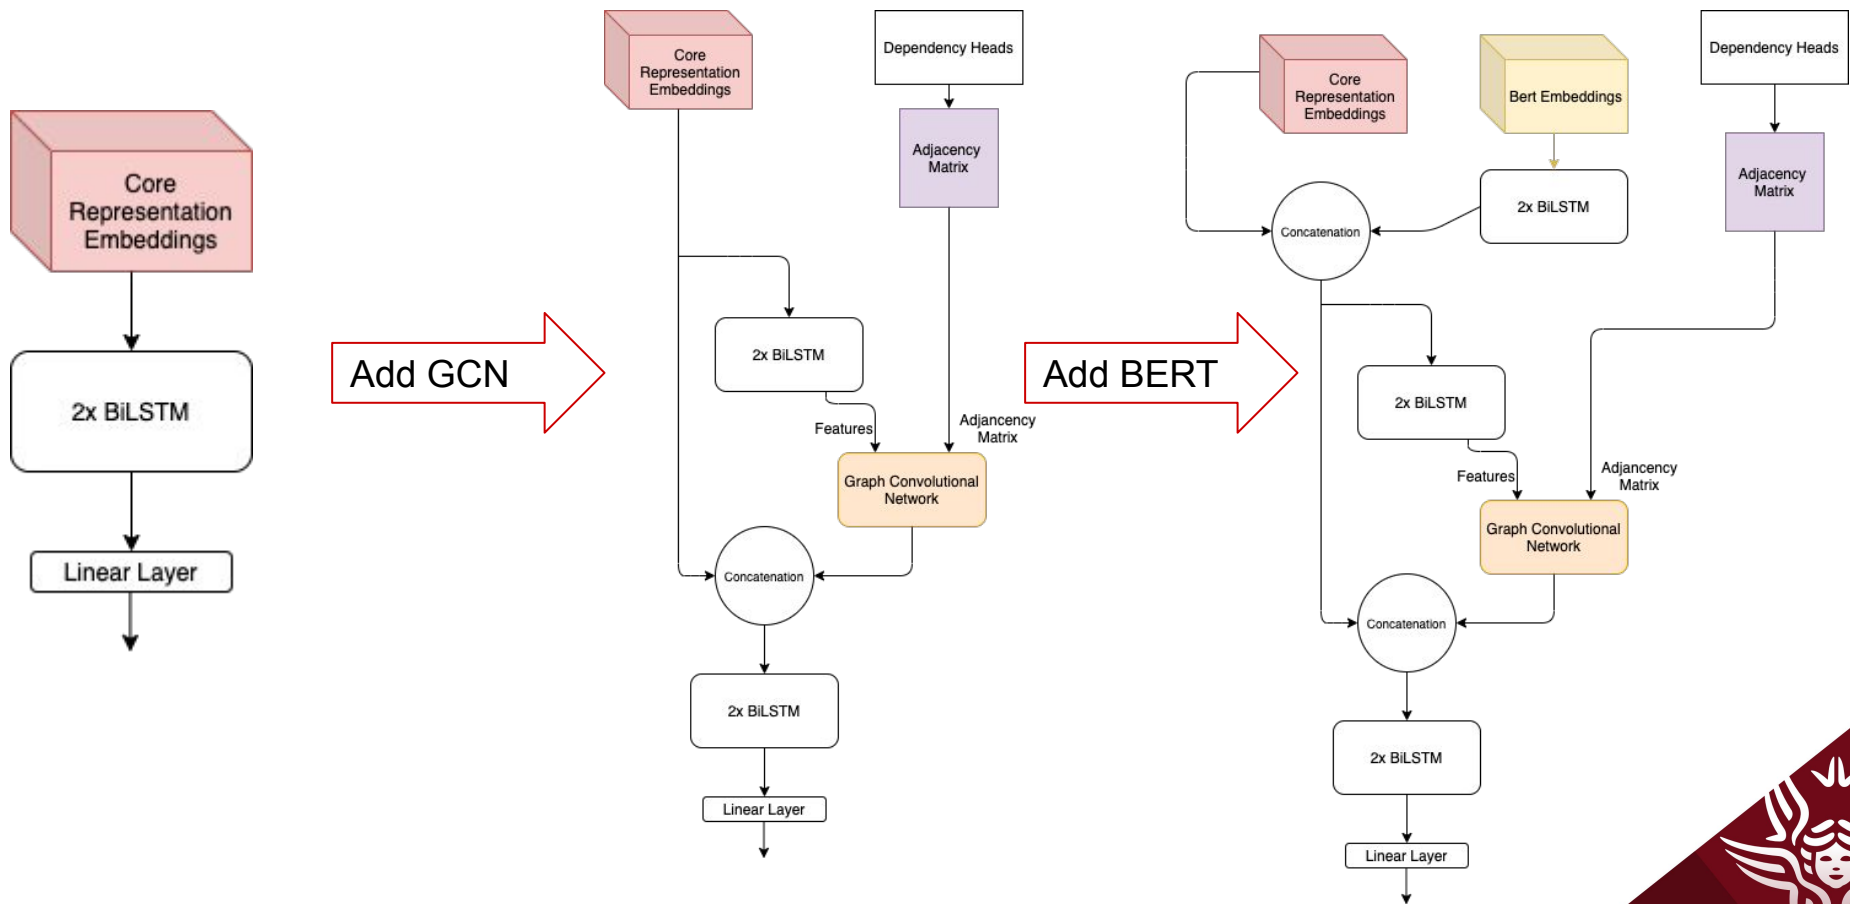 Core
Representation
Embeddings
2x BiLSTM
Linear Layer
Add GCN
Core
Representation
Embeddings
Dependency Heads
Adjacency
Matrix
2x BiLSTM
Features
Adjancency
Matrix
Graph Convolutional
Network
Concatenation
2x BiLSTM
Linear Layer
Add BERT
Core
Representation
Embeddings
Bert Embeddings
Dependency Heads
Adjacency
Matrix
2x BiLSTM
Concatenation
2x BiLSTM
Features
Adjancency
Matrix
Graph Convolutional
Network
Concatenation
2x BiLSTM
Linear Layer